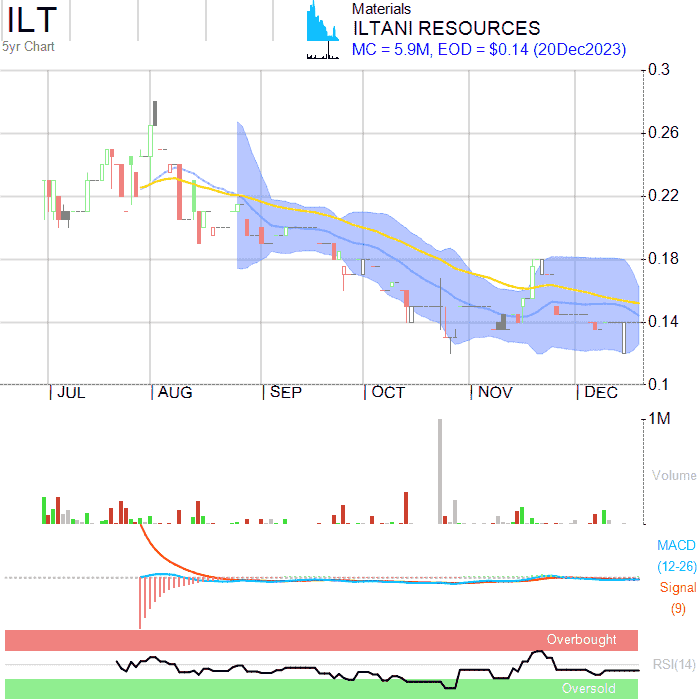 ILT
5yr Chart
Materials
ILTANI RESOURCES
MC = 5.9M, EOD = $0.14 (20Dec2023)
0.3
0.26
0.22
0.18
0.14
0.1
JUL
AUG
SEP
OCT
NOV
DEC
1M
Volume
MACD
(12-26)
Signal
(9)
Overbought
RSI(14)
Oversold